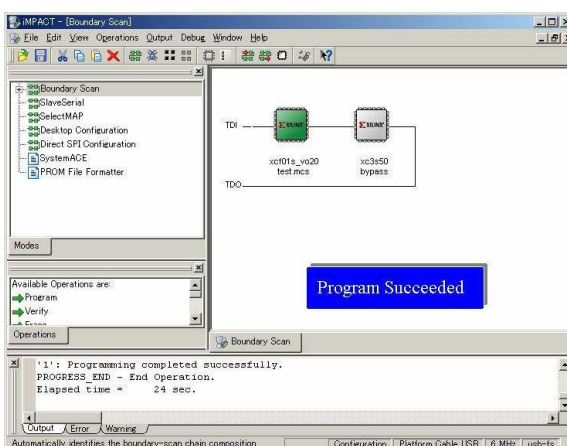 iMPACT - [Boundary Scan]
File Edit View Operations Output Debug Window Help
Boundary Scan
SlaveSerial
SelectMAP
Desktop Configuration
Direct SPI Configuration
SystemACE
PROM File Formatter
Modes
Available Operations are:
Program
Verify
Erase
Operations
TDI
XILINX
XILINX
xcf01s_vo20
test.mcs
xc3s50
bypass
TDO
Program Succeeded
Boundary Scan
'1': Programming completed successfully.
PROGRESS_END - End Operation.
Elapsed time = 24 sec.
Output Error Warning
Automatically identifies the boundary-scan chain composition Configuration Platform Cable USB 6 MHz usb-fs